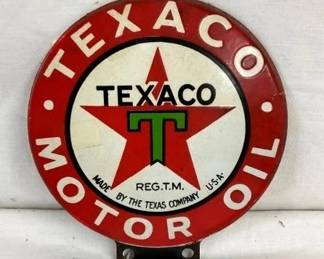 TEXACO
TEXACO
T
REG. T.M.
MADE BY THE TEXAS COMPANY U·S·A·
• MOTOR OIL •